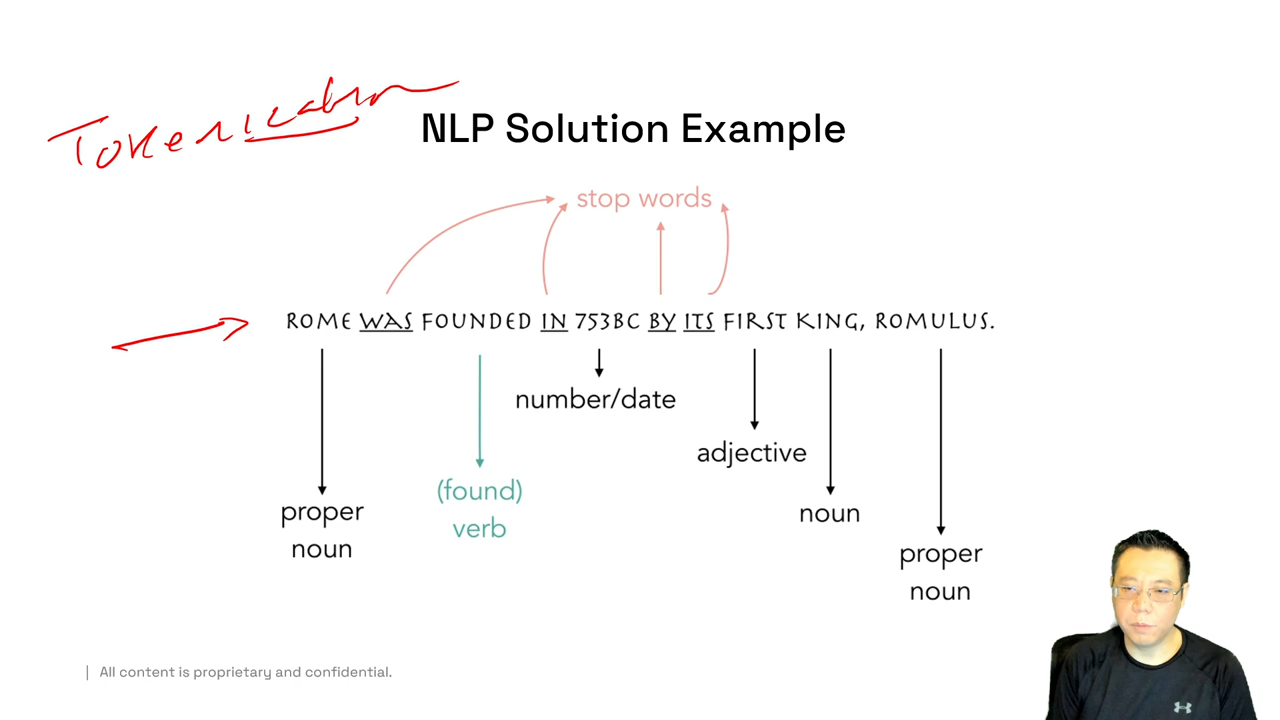 Tokenization
NLP Solution Example
stop words
ROME WAS FOUNDED IN 753BC BY ITS FIRST KING, ROMULUS.
number/date
adjective
(found)
verb
proper
noun
noun
proper
noun
| All content is proprietary and confidential.